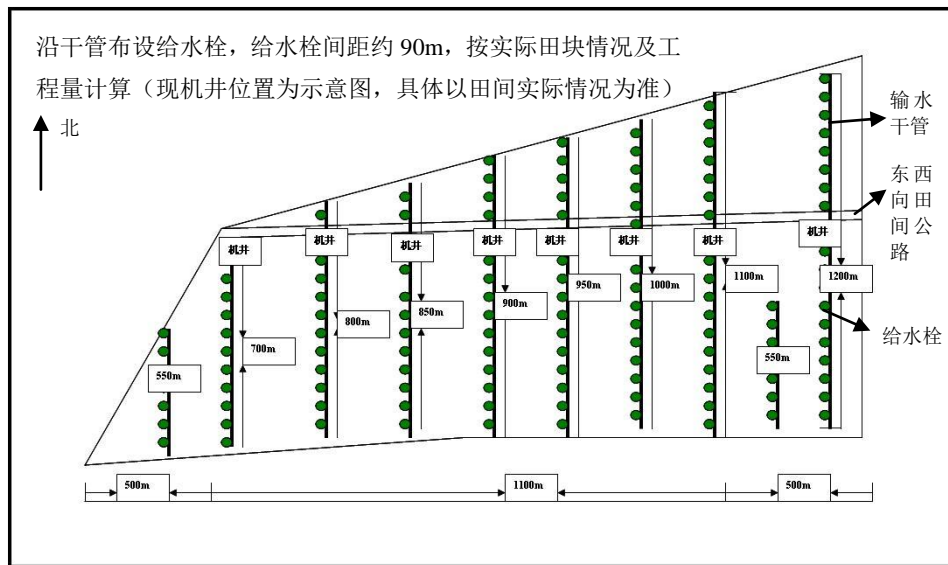 沿干管布设给水栓，给水栓间距约 90m，按实际田块情况及工
程量计算（现机井位置为示意图，具体以田间实际情况为准）
北
输水
干管
东西
向田
间公
路
机井
机井
机井
机井
机井
机井
机井
机井
700m
800m
850m
900m
950m
1000m
1100m
1200m
550m
550m
给水栓
500m
1100m
500m